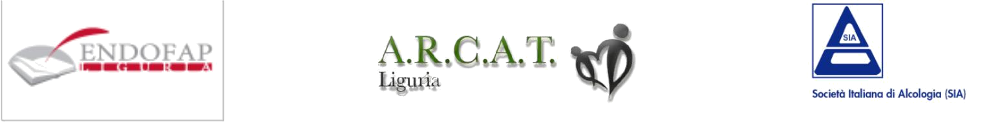 ENDOFAP
LIGURIA
A.R.C.A.T.
Liguria
SIA
Società Italiana di Alcologia (SIA)